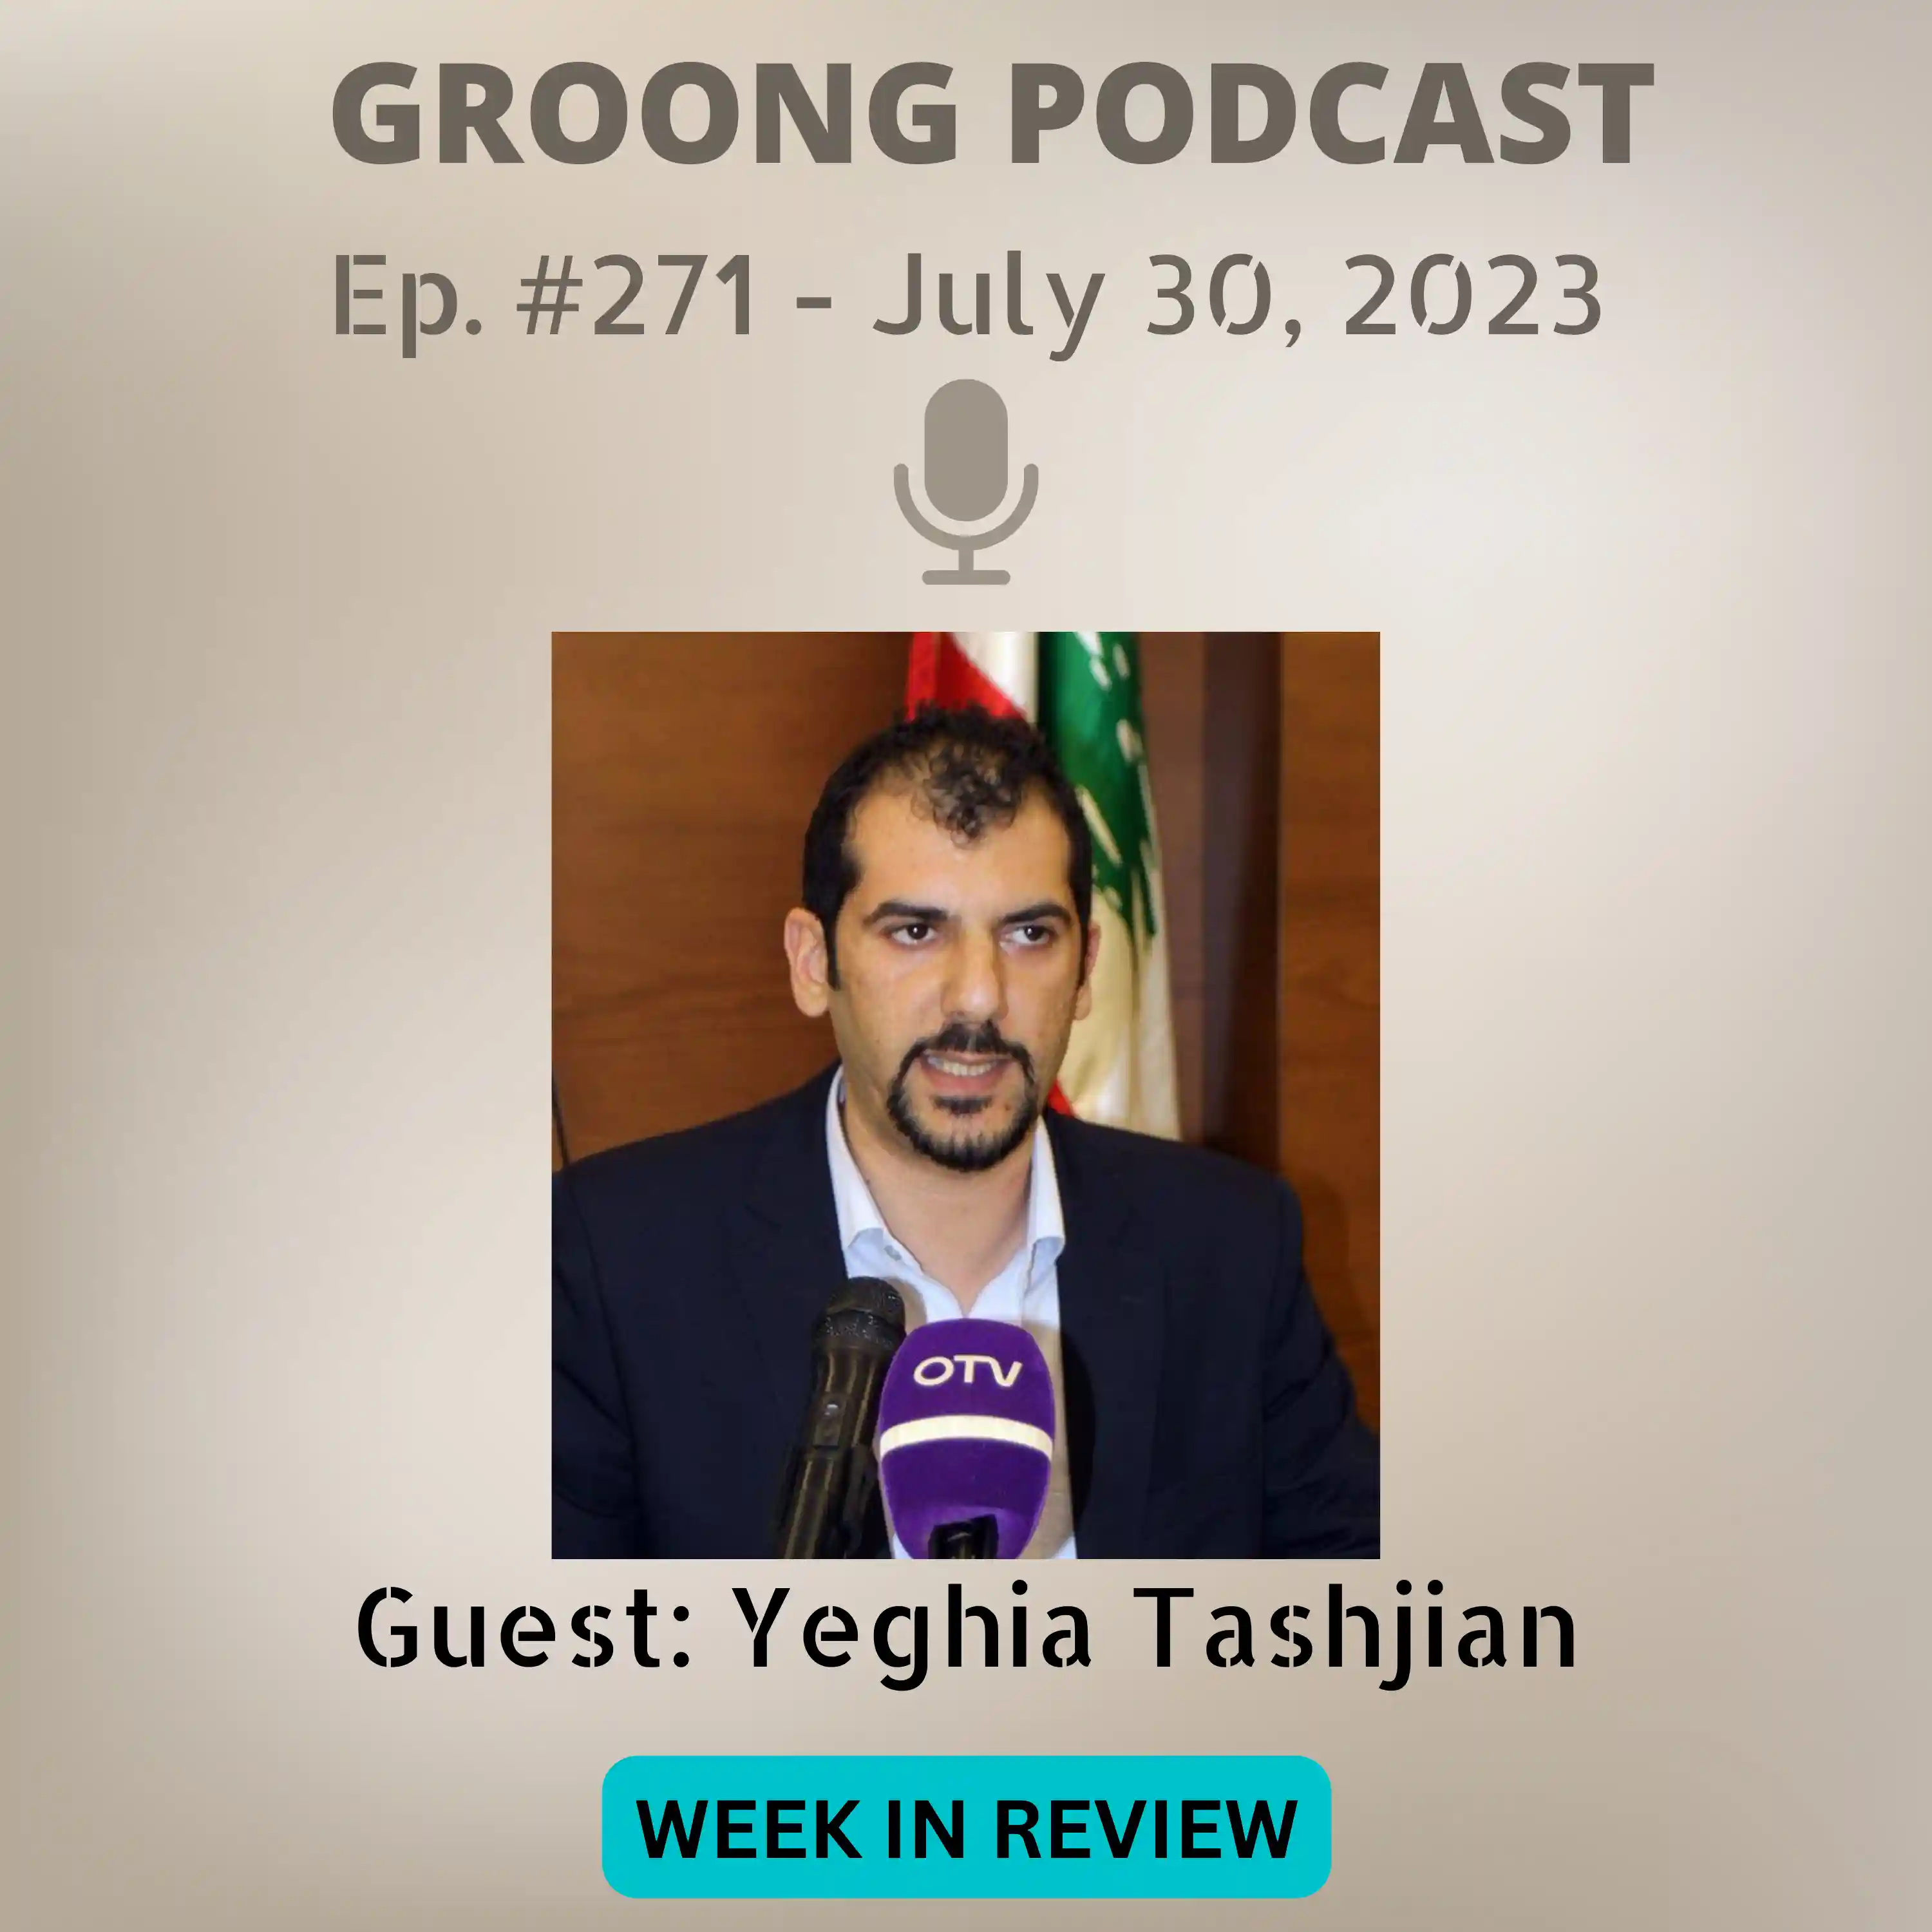 GROONG PODCAST
Ep. #271 - July 30, 2023
OTV
Guest: Yeghia Tashjian
WEEK IN REVIEW